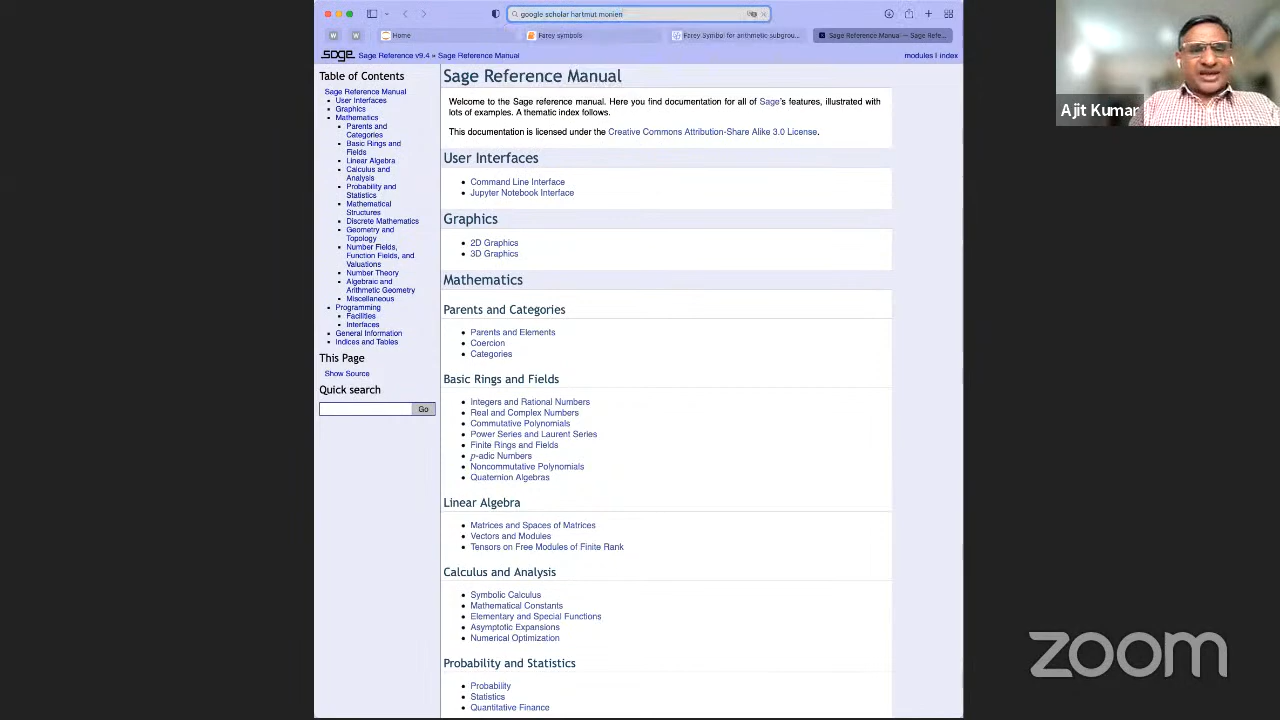 google scholar hartmut monien
W
W
Home
Farey symbols
Farey Symbol for arithmetic subgrou...
Sage Reference Manual — Sage Refe...
sage Sage Reference v9.4 » Sage Reference Manual
modules | index
Table of Contents
Sage Reference Manual
User Interfaces
Graphics
Mathematics
Parents and
Categories
Basic Rings and
Fields
Linear Algebra
Calculus and
Analysis
Probability and
Statistics
Mathematical
Structures
Discrete Mathematics
Geometry and
Topology
Number Fields,
Function Fields, and
Valuations
Number Theory
Algebraic and
Arithmetic Geometry
Miscellaneous
Programming
Facilities
Interfaces
General Information
Indices and Tables
This Page
Show Source
Quick search
Go
Sage Reference Manual
Welcome to the Sage reference manual. Here you find documentation for all of Sage's features, illustrated with
lots of examples. A thematic index follows.
This documentation is licensed under the Creative Commons Attribution-Share Alike 3.0 License.
User Interfaces
Command Line Interface
Jupyter Notebook Interface
Graphics
2D Graphics
3D Graphics
Mathematics
Parents and Categories
Parents and Elements
Coercion
Categories
Basic Rings and Fields
Integers and Rational Numbers
Real and Complex Numbers
Commutative Polynomials
Power Series and Laurent Series
Finite Rings and Fields
p-adic Numbers
Noncommutative Polynomials
Quaternion Algebras
Linear Algebra
Matrices and Spaces of Matrices
Vectors and Modules
Tensors on Free Modules of Finite Rank
Calculus and Analysis
Symbolic Calculus
Mathematical Constants
Elementary and Special Functions
Asymptotic Expansions
Numerical Optimization
Probability and Statistics
Probability
Statistics
Quantitative Finance
Ajit Kumar
zoom